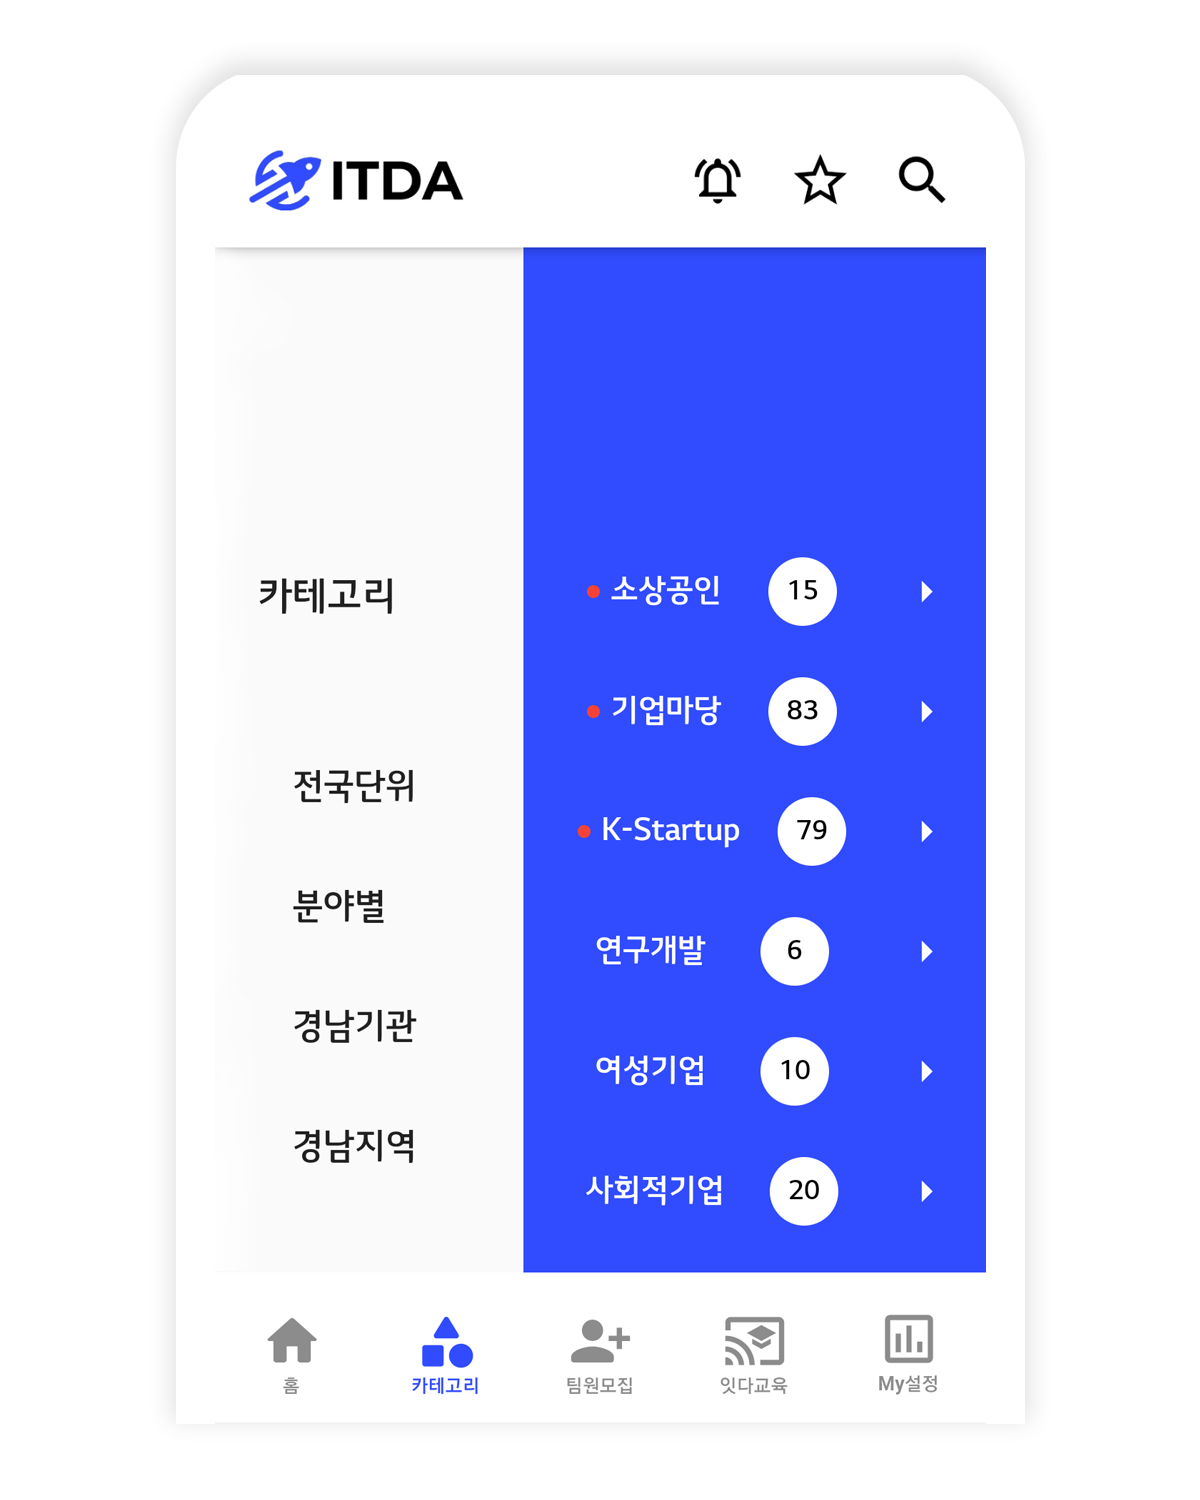 ITDA
카테고리
전국단위
분야별
경남기관
경남지역
소상공인 15
기업마당 83
K-Startup 79
연구개발 6
여성기업 10
사회적기업 20
홈 카테고리 팀원모집 잇다교육 My설정